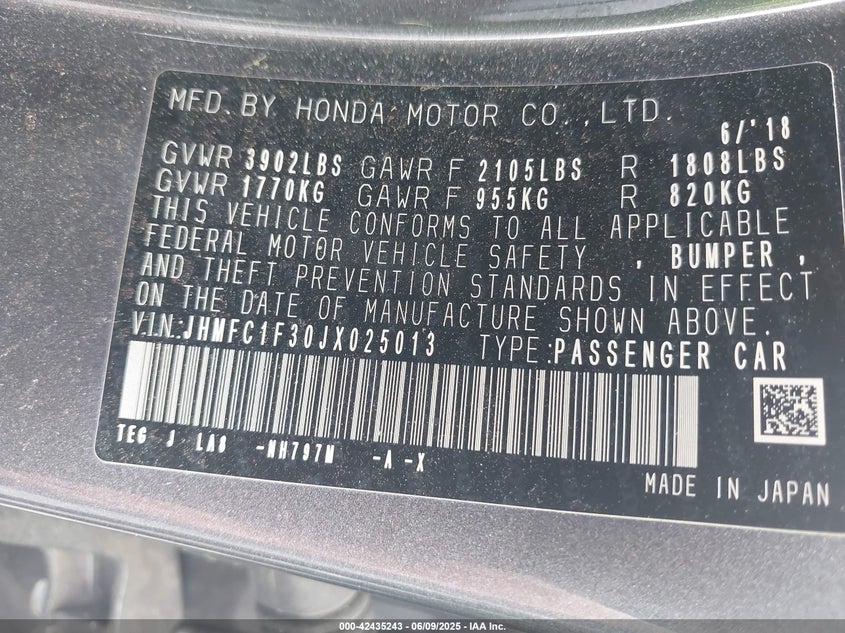 MFD. BY HONDA MOTOR CO., LTD.
6/'18
GVWR 3902LBS GAWR F 2105LBS R 1808LBS
GVWR 1770KG GAWR F 955KG R 820KG
THIS VEHICLE CONFORMS TO ALL APPLICABLE
FEDERAL MOTOR VEHICLE SAFETY , BUMPER ,
AND THEFT PREVENTION STANDARDS IN EFFECT
ON THE DATE OF MANUFACTURE SHOWN ABOVE.
V.I.N:JHMFC1F30JX025013 TYPE:PASSENGER CAR
TEG J LA8 -NH797M -A -X
MADE IN JAPAN
000-42435243 - 06/09/2025 - IAA Inc.